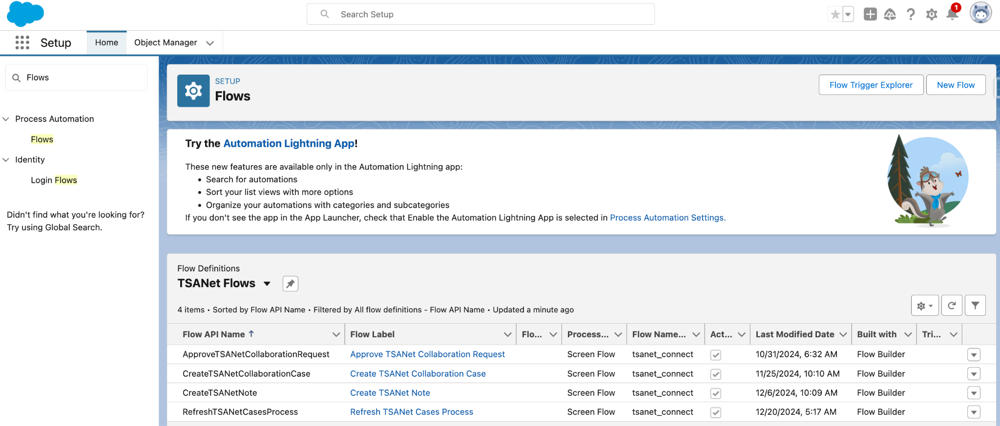 Search Setup
1
Setup
Home
Object Manager
Flows
Process Automation
Flows
Identity
Login Flows
Didn't find what you're looking for?
Try using Global Search.
SETUP
Flows
Flow Trigger Explorer
New Flow
Try the Automation Lightning App!
These new features are available only in the Automation Lightning app:
• Search for automations
• Sort your list views with more options
• Organize your automations with categories and subcategories
If you don't see the app in the App Launcher, check that Enable the Automation Lightning App is selected in Process Automation Settings.
Flow Definitions
TSANet Flows
4 items • Sorted by Flow API Name • Filtered by All flow definitions - Flow API Name • Updated a minute ago
Flow API Name ↑ Flow Label Flo... Process... Flow Name... Act... Last Modified Date Built with Tri...
ApproveTSANetCollaborationRequest Approve TSANet Collaboration Request Screen Flow tsanet_connect 10/31/2024, 6:32 AM Flow Builder
CreateTSANetCollaborationCase Create TSANet Collaboration Case Screen Flow tsanet_connect 11/25/2024, 10:10 AM Flow Builder
CreateTSANetNote Create TSANet Note Screen Flow tsanet_connect 12/6/2024, 10:09 AM Flow Builder
RefreshTSANetCasesProcess Refresh TSANet Cases Process Screen Flow tsanet_connect 12/20/2024, 5:17 AM Flow Builder